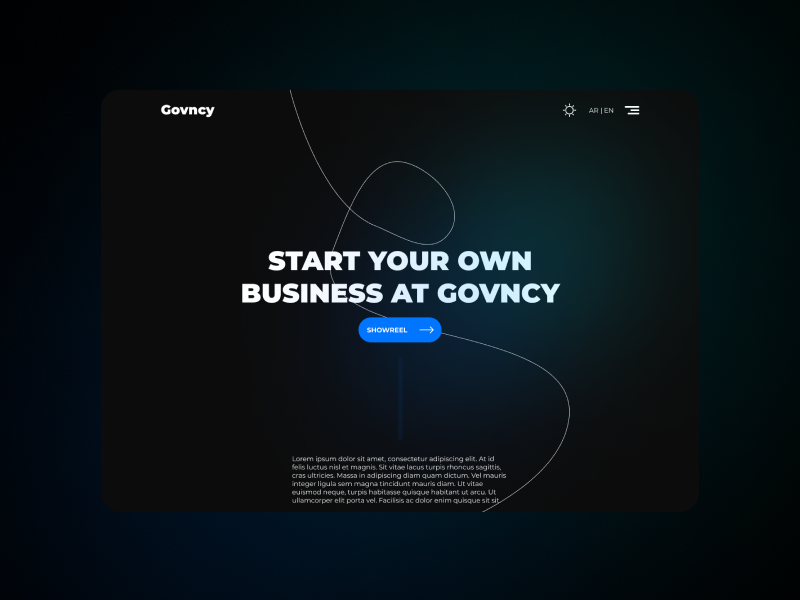 Govncy
AR | EN
START YOUR OWN
BUSINESS AT GOVNCY
SHOWREEL
Lorem ipsum dolor sit amet, consectetur adipiscing elit. At id
felis luctus nisl et magnis. Sit vitae lacus turpis rhoncus sagittis,
cras ultricies. Massa in adipiscing diam quam dictum. Vel mauris
integer ligula sem magna tincidunt mauris diam. Ut vitae
euismod neque, turpis habitasse quisque habitant ut arcu. Ut
ullamcorper elit porta vel. Facilisis ac dolor enim quisque sit sit